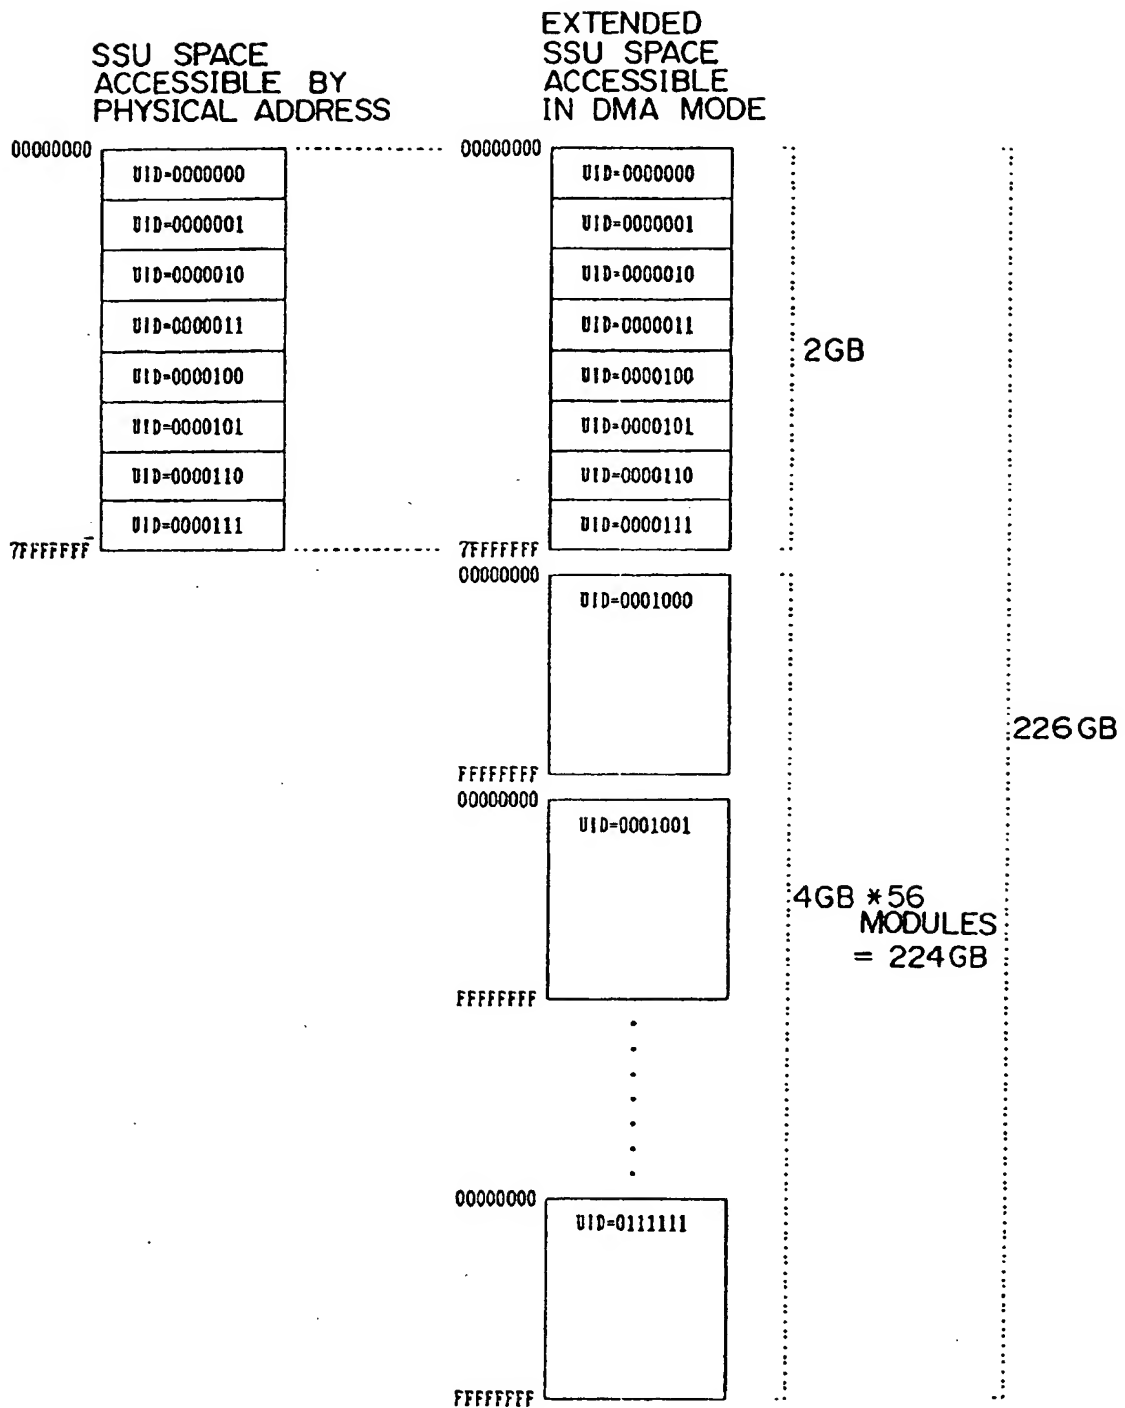 SSU SPACE
ACCESSIBLE BY
PHYSICAL ADDRESS
EXTENDED
SSU SPACE
ACCESSIBLE
IN DMA MODE
00000000
UID=0000000
UID=0000001
UID=0000010
UID=0000011
UID=0000100
UID=0000101
UID=0000110
UID=0000111
7FFFFFFF
00000000
UID=0000000
UID=0000001
UID=0000010
UID=0000011
UID=0000100
UID=0000101
UID=0000110
UID=0000111
7FFFFFFF
2GB
00000000
UID=0001000
FFFFFFFF
00000000
UID=0001001
FFFFFFFF
00000000
UID=0111111
FFFFFFFF
4GB *56
MODULES
= 224GB
226GB